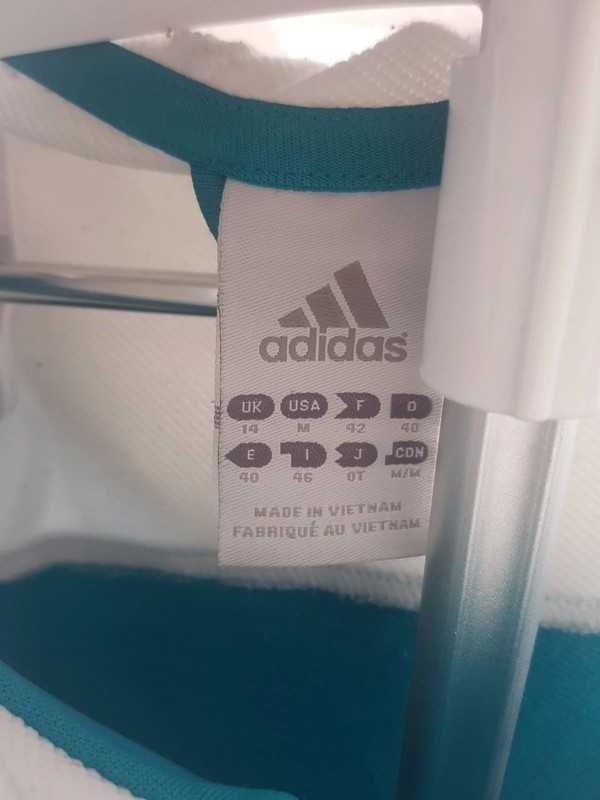 adidas
UK USA F D
14 M 42 40
E I J CDN
40 46 OT M/M
MADE IN VIETNAM
FABRIQUÉ AU VIETNAM